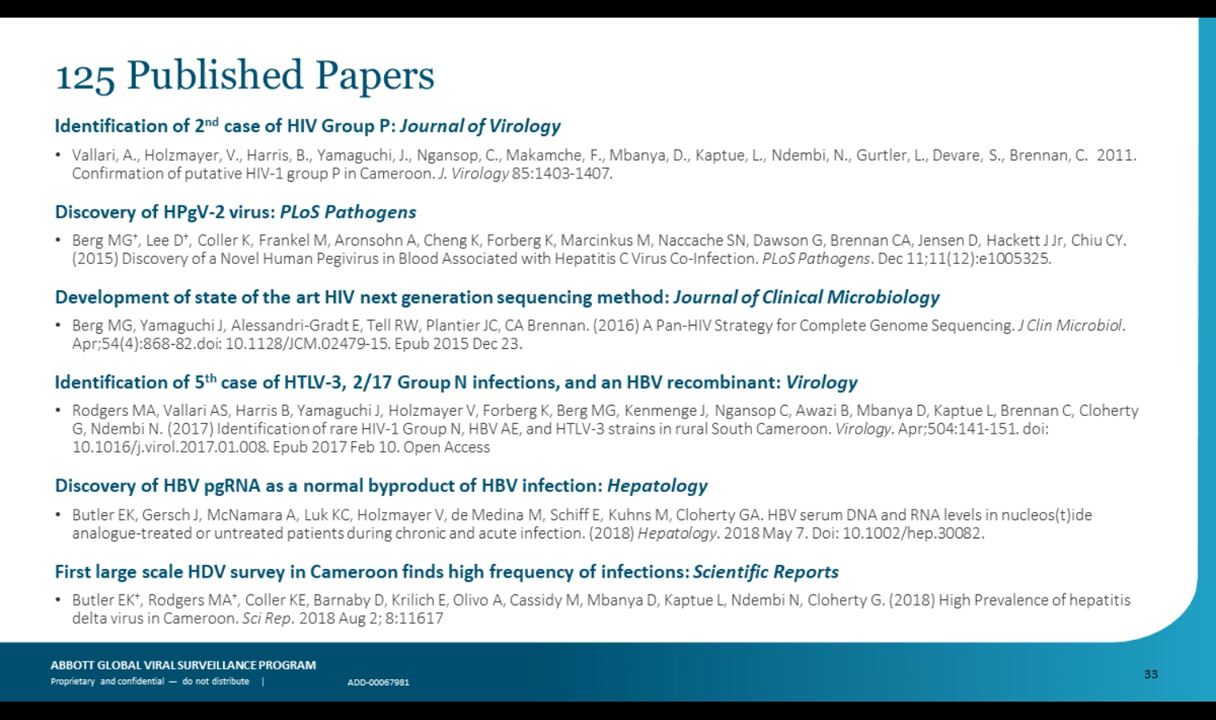 125 Published Papers
Identification of 2nd case of HIV Group P: Journal of Virology
• Vallari, A., Holzmayer, V., Harris, B., Yamaguchi, J., Ngansop, C., Makamche, F., Mbanya, D., Kaptue, L., Ndembi, N., Gurtler, L., Devare, S., Brennan, C. 2011.
Confirmation of putative HIV-1 group P in Cameroon. J. Virology 85:1403-1407.
Discovery of HPgV-2 virus: PLoS Pathogens
• Berg MG⁺, Lee D⁺, Coller K, Frankel M, Aronsohn A, Cheng K, Forberg K, Marcinkus M, Naccache SN, Dawson G, Brennan CA, Jensen D, Hackett J Jr, Chiu CY.
(2015) Discovery of a Novel Human Pegivirus in Blood Associated with Hepatitis C Virus Co-Infection. PLoS Pathogens. Dec 11;11(12):e1005325.
Development of state of the art HIV next generation sequencing method: Journal of Clinical Microbiology
• Berg MG, Yamaguchi J, Alessandri-Gradt E, Tell RW, Plantier JC, CA Brennan. (2016) A Pan-HIV Strategy for Complete Genome Sequencing. J Clin Microbiol.
Apr;54(4):868-82.doi: 10.1128/JCM.02479-15. Epub 2015 Dec 23.
Identification of 5th case of HTLV-3, 2/17 Group N infections, and an HBV recombinant: Virology
• Rodgers MA, Vallari AS, Harris B, Yamaguchi J, Holzmayer V, Forberg K, Berg MG, Kenmenge J, Ngansop C, Awazi B, Mbanya D, Kaptue L, Brennan C, Cloherty
G, Ndembi N. (2017) Identification of rare HIV-1 Group N, HBV AE, and HTLV-3 strains in rural South Cameroon. Virology. Apr;504:141-151. doi:
10.1016/j.virol.2017.01.008. Epub 2017 Feb 10. Open Access
Discovery of HBV pgRNA as a normal byproduct of HBV infection: Hepatology
• Butler EK, Gersch J, McNamara A, Luk KC, Holzmayer V, de Medina M, Schiff E, Kuhns M, Cloherty GA. HBV serum DNA and RNA levels in nucleos(t)ide
analogue-treated or untreated patients during chronic and acute infection. (2018) Hepatology. 2018 May 7. Doi: 10.1002/hep.30082.
First large scale HDV survey in Cameroon finds high frequency of infections: Scientific Reports
• Butler EK⁺, Rodgers MA⁺, Coller KE, Barnaby D, Krilich E, Olivo A, Cassidy M, Mbanya D, Kaptue L, Ndembi N, Cloherty G. (2018) High Prevalence of hepatitis
delta virus in Cameroon. Sci Rep. 2018 Aug 2; 8:11617
ABBOTT GLOBAL VIRAL SURVEILLANCE PROGRAM
Proprietary and confidential — do not distribute | ADD-00067981
33